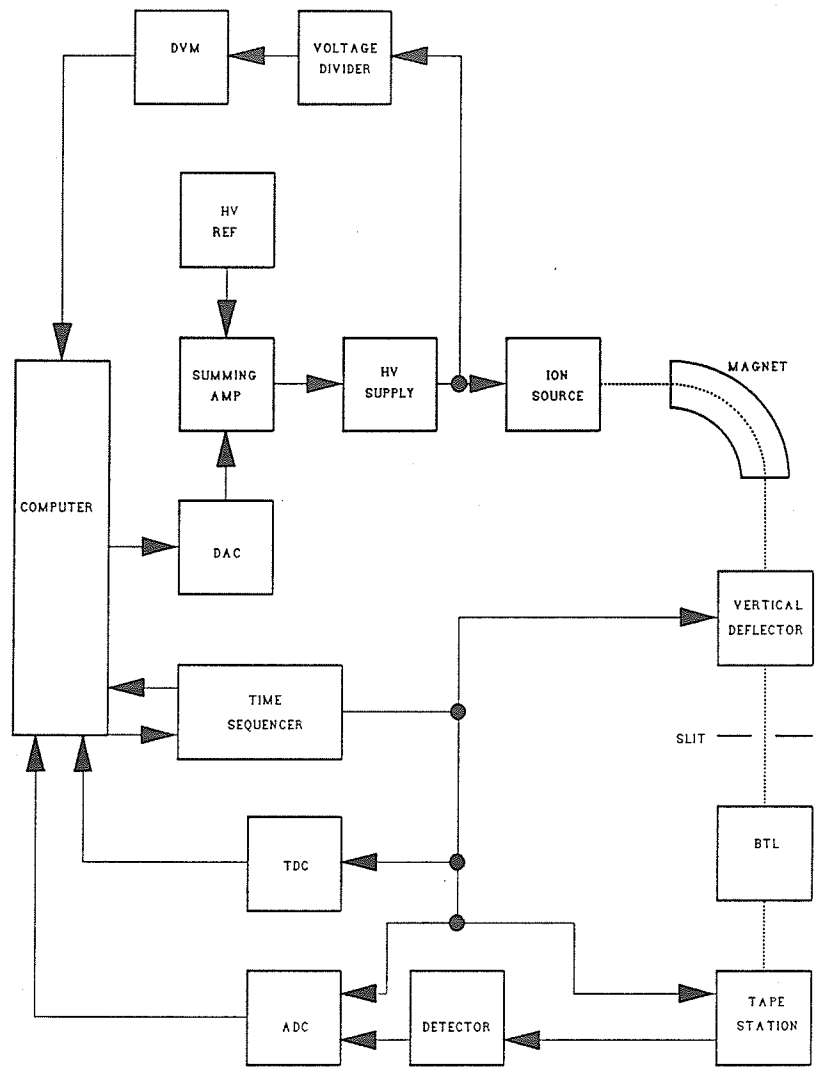 DVM
VOLTAGE
DIVIDER
HV
REF
SUMMING
AMP
HV
SUPPLY
ION
SOURCE
MAGNET
COMPUTER
DAC
VERTICAL
DEFLECTOR
TIME
SEQUENCER
SLIT
TDC
BTL
ADC
DETECTOR
TAPE
STATION